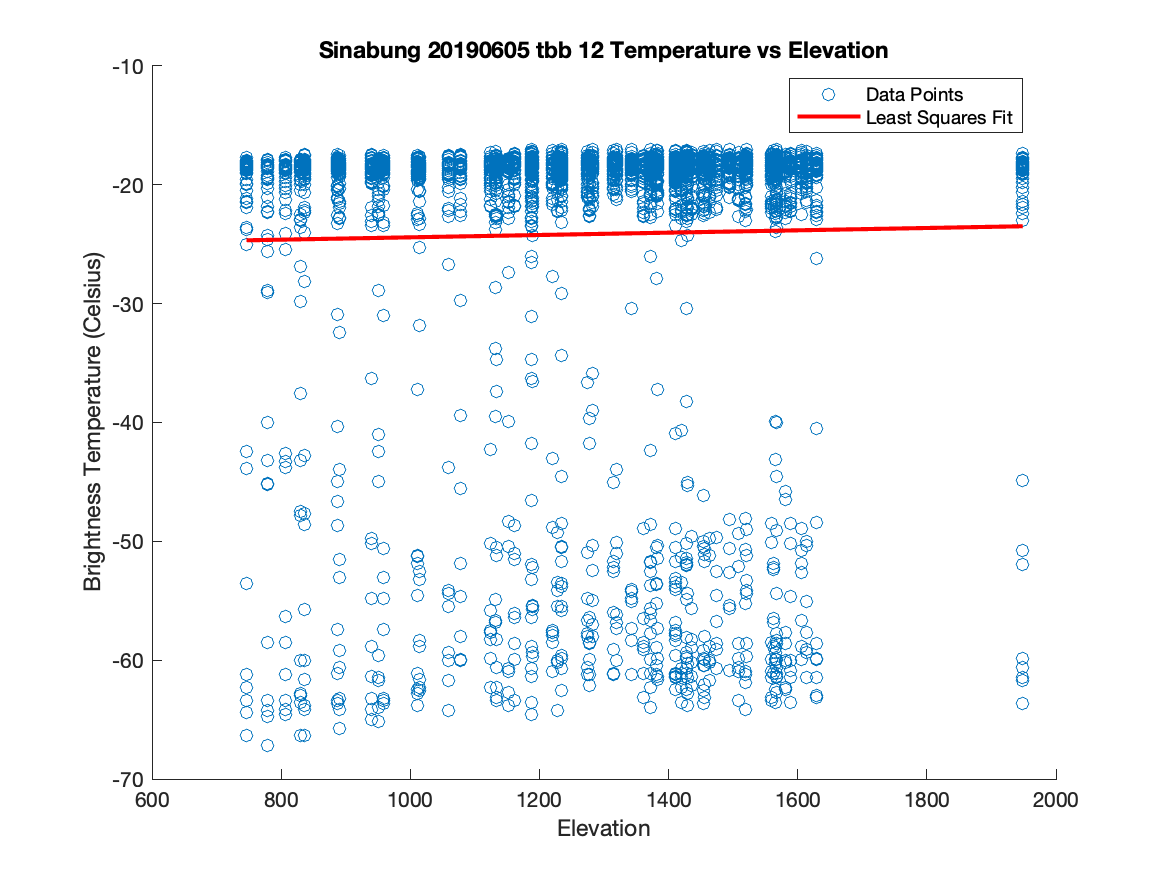 Sinabung 20190605 tbb 12 Temperature vs Elevation
Data Points
Least Squares Fit
Brightness Temperature (Celsius)
-10
-20
-30
-40
-50
-60
-70
600 800 1000 1200 1400 1600 1800 2000
Elevation